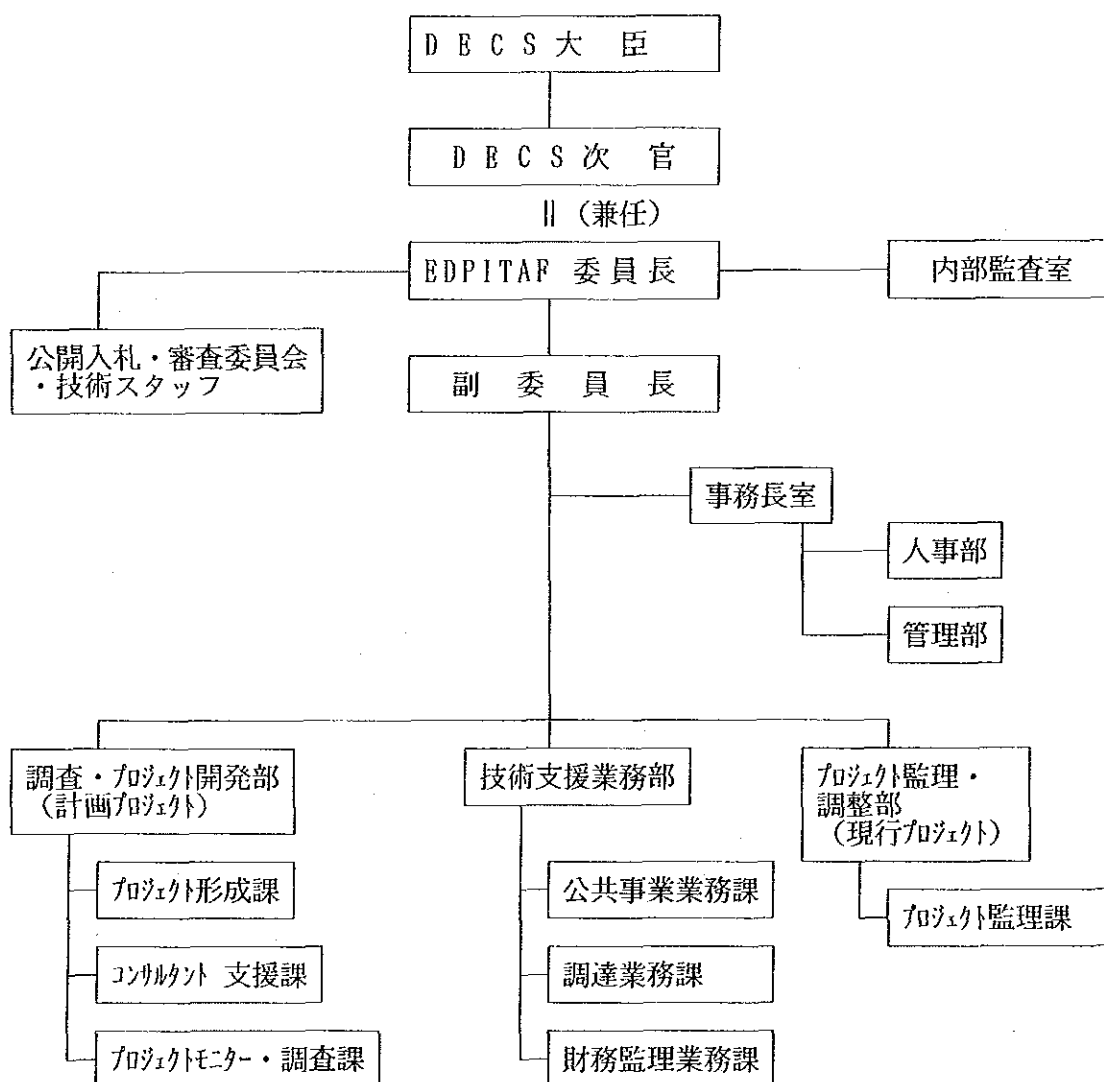 DECS大臣
DECS次官
||（兼任）
EDPITAF 委員長
内部監査室
公開入札・審査委員会
・技術スタッフ
副委員長
事務長室
人事部
管理部
調査・プロジェクト開発部
（計画プロジェクト）
技術支援業務部
プロジェクト監理・
調整部
（現行プロジェクト）
プロジェクト形成課
公共事業業務課
プロジェクト監理課
コンサルタント 支援課
調達業務課
プロジェクトモニター・調査課
財務監理業務課